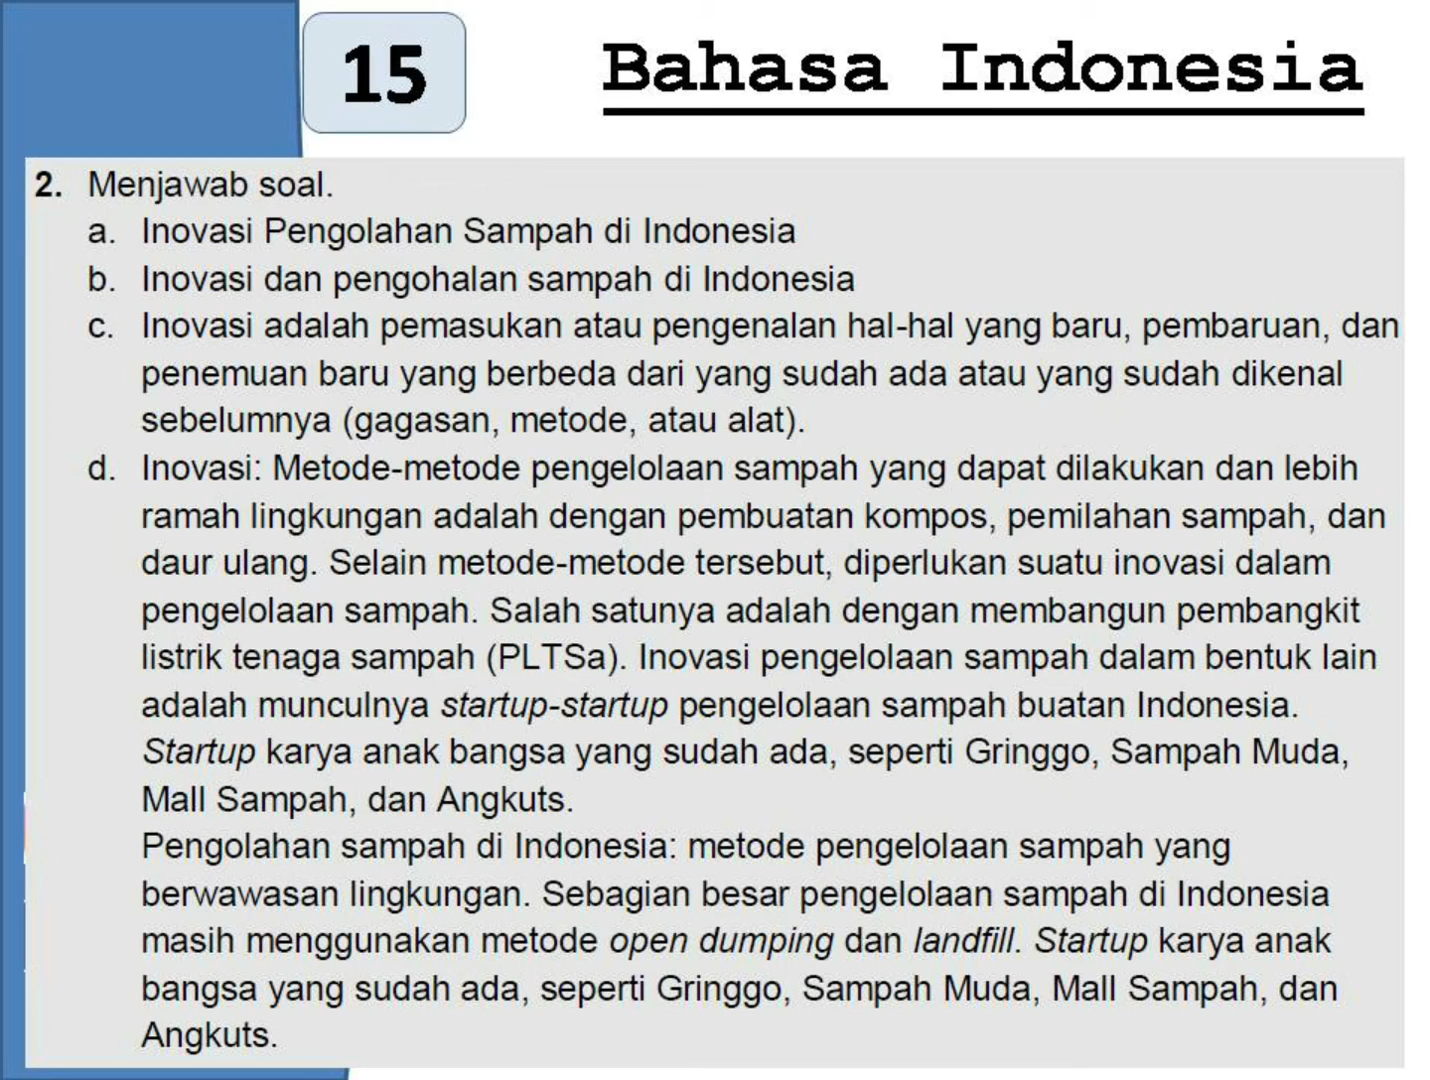 15
Bahasa Indonesia
2. Menjawab soal.
a. Inovasi Pengolahan Sampah di Indonesia
b. Inovasi dan pengohalan sampah di Indonesia
c. Inovasi adalah pemasukan atau pengenalan hal-hal yang baru, pembaruan, dan
penemuan baru yang berbeda dari yang sudah ada atau yang sudah dikenal
sebelumnya (gagasan, metode, atau alat).
d. Inovasi: Metode-metode pengelolaan sampah yang dapat dilakukan dan lebih
ramah lingkungan adalah dengan pembuatan kompos, pemilahan sampah, dan
daur ulang. Selain metode-metode tersebut, diperlukan suatu inovasi dalam
pengelolaan sampah. Salah satunya adalah dengan membangun pembangkit
listrik tenaga sampah (PLTSa). Inovasi pengelolaan sampah dalam bentuk lain
adalah munculnya startup-startup pengelolaan sampah buatan Indonesia.
Startup karya anak bangsa yang sudah ada, seperti Gringgo, Sampah Muda,
Mall Sampah, dan Angkuts.
Pengolahan sampah di Indonesia: metode pengelolaan sampah yang
berwawasan lingkungan. Sebagian besar pengelolaan sampah di Indonesia
masih menggunakan metode open dumping dan landfill. Startup karya anak
bangsa yang sudah ada, seperti Gringgo, Sampah Muda, Mall Sampah, dan
Angkuts.